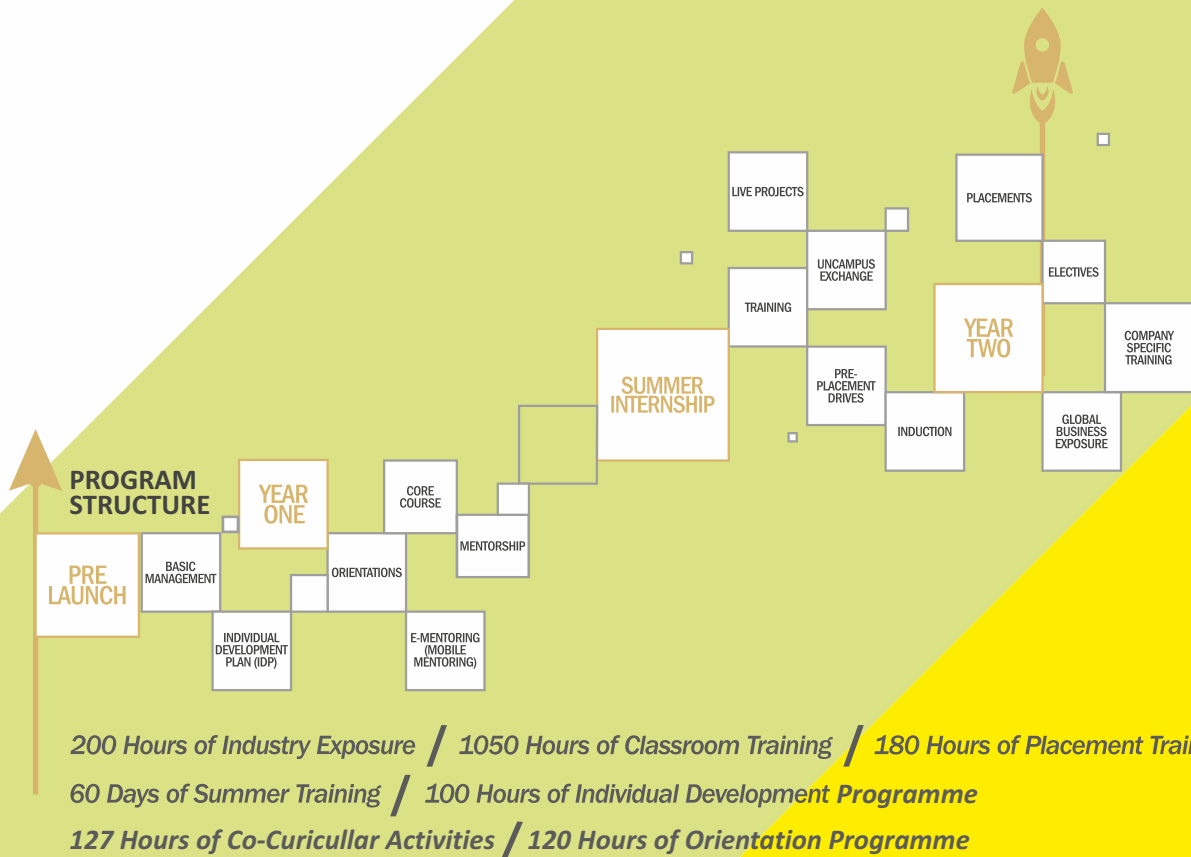 PROGRAM
STRUCTURE
PRE
LAUNCH
BASIC
MANAGEMENT
INDIVIDUAL
DEVELOPMENT
PLAN (IDP)
YEAR
ONE
ORIENTATIONS
CORE
COURSE
E-MENTORING
(MOBILE
MENTORING)
MENTORSHIP
SUMMER
INTERNSHIP
LIVE PROJECTS
TRAINING
UNCAMPUS
EXCHANGE
PRE-
PLACEMENT
DRIVES
INDUCTION
YEAR
TWO
PLACEMENTS
ELECTIVES
COMPANY
SPECIFIC
TRAINING
GLOBAL
BUSINESS
EXPOSURE
200 Hours of Industry Exposure / 1050 Hours of Classroom Training / 180 Hours of Placement
60 Days of Summer Training / 100 Hours of Individual Development Programme
127 Hours of Co-Curicullar Activities / 120 Hours of Orientation Programme